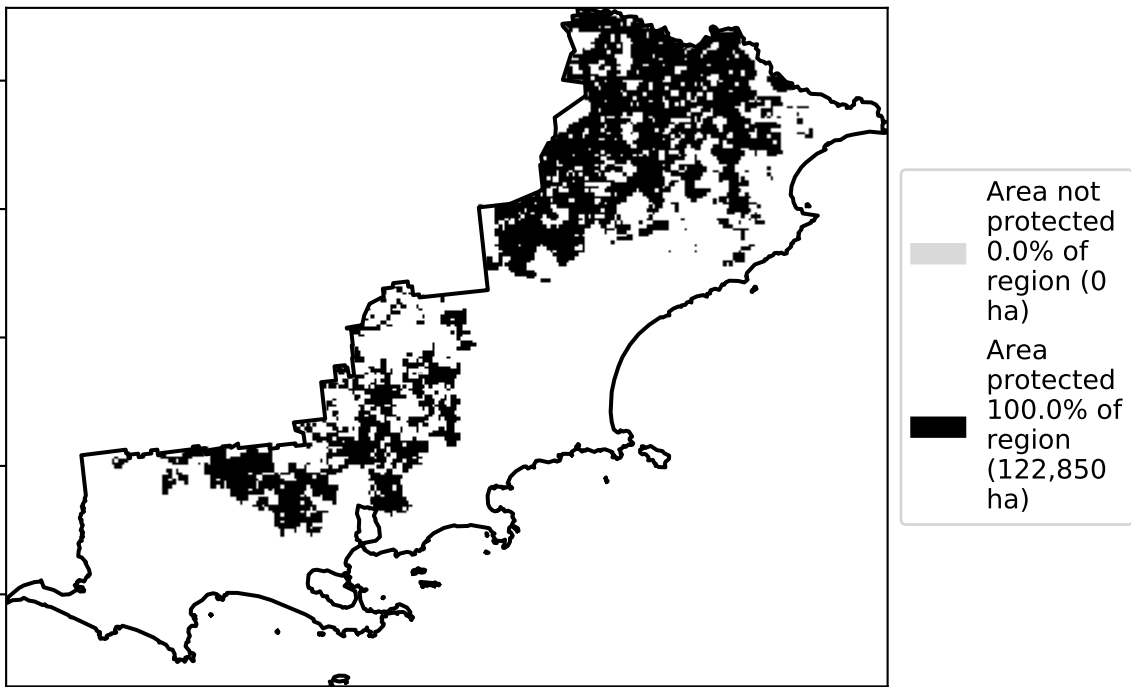 Area not
protected
0.0% of
region (0
ha)
Area
protected
100.0% of
region
(122,850
ha)